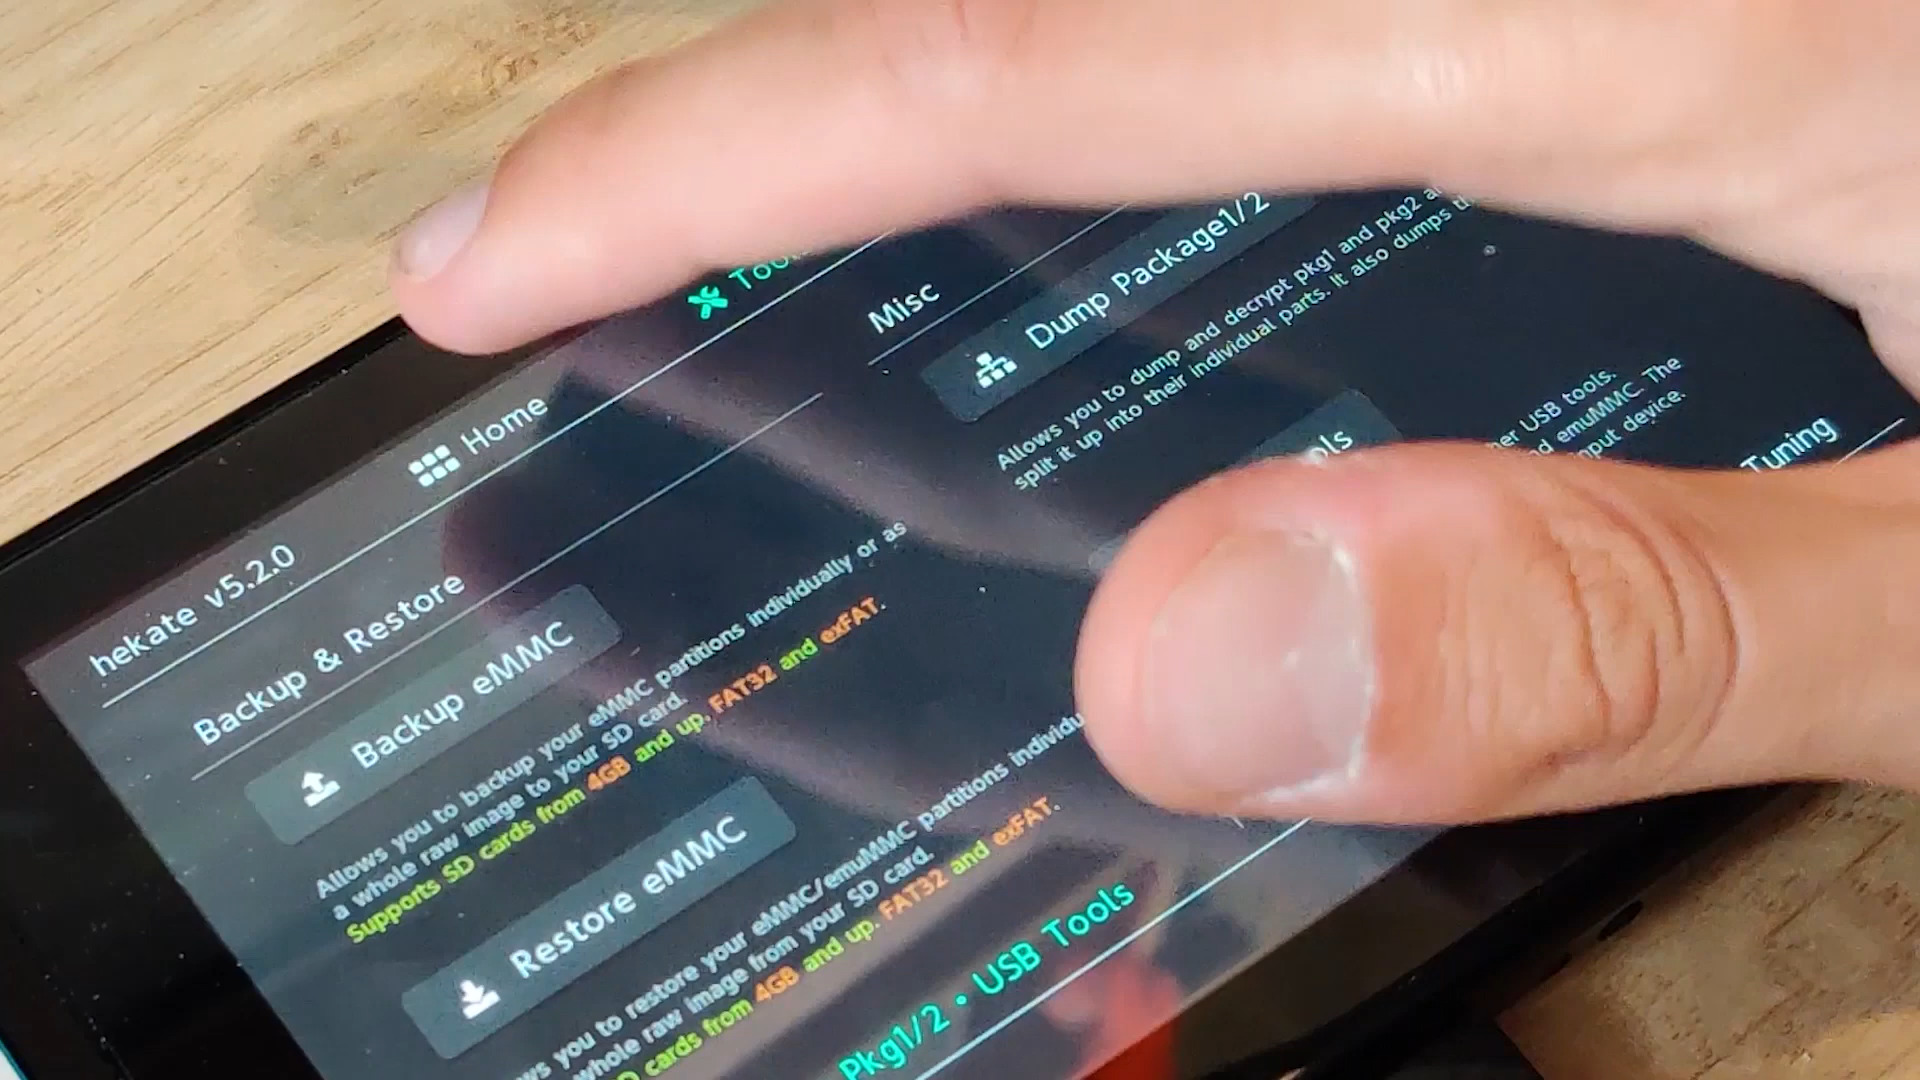 hekate v5.2.0
Home
Backup & Restore
Backup eMMC
Allows you to backup your eMMC partitions individually or as
a whole raw image to your SD card.
Supports SD cards from 4GB and up. FAT32 and exFAT.
Restore eMMC
you to restore your eMMC/emuMMC partitions
whole raw image from your SD card.
cards from 4GB and up. FAT32 and exFAT.
Misc
Dump Package1/2
Allows you to dump and decrypt pkg1 and pkg2
split it up into their individual parts. It also dumps
USB tools.
emuMMC. The
device.
Pkg1/2 • USB Tools
Tuning